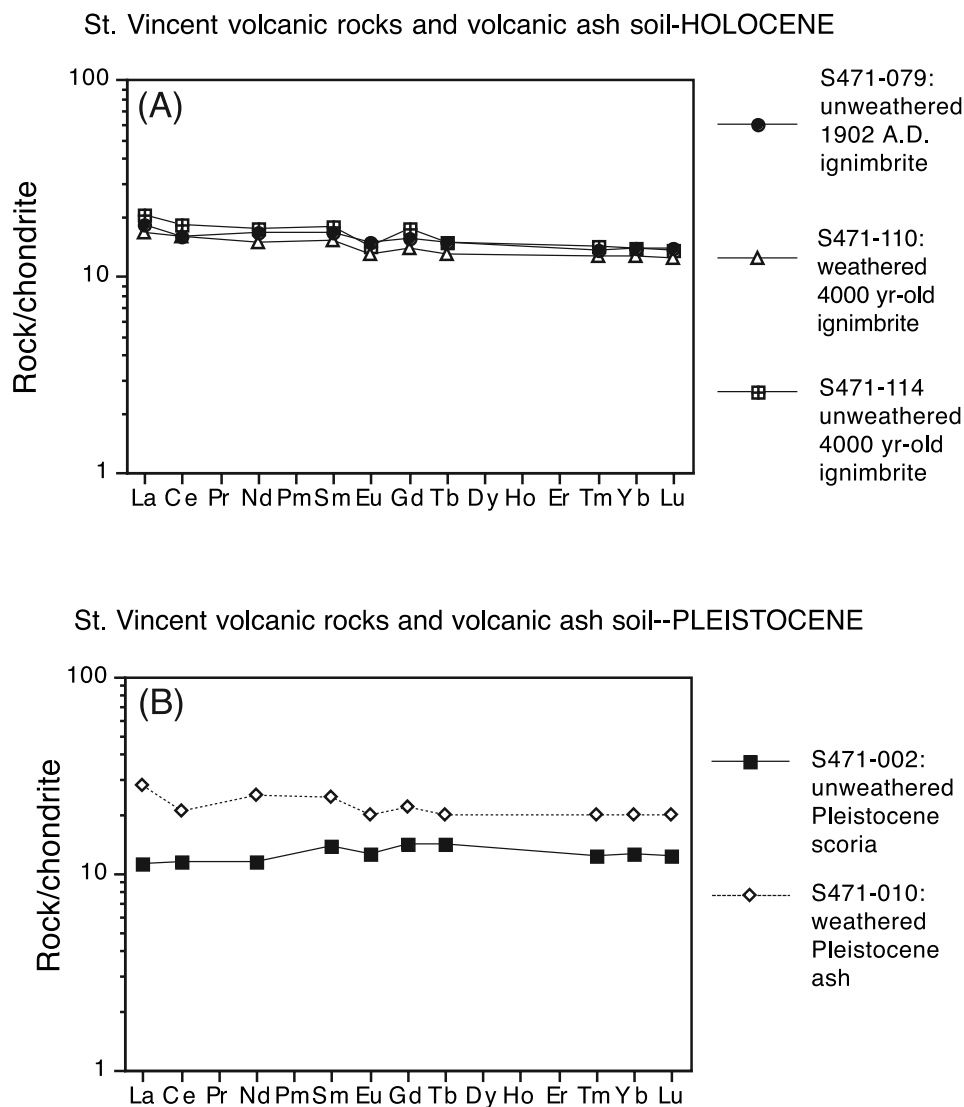 St. Vincent volcanic rocks and volcanic ash soil-HOLOCENE
(A)
Rock/chondrite
100
10
1
La Ce Pr Nd Pm Sm Eu Gd Tb Dy Ho Er Tm Yb Lu
S471-079:
unweathered
1902 A.D.
ignimbrite
S471-110:
weathered
4000 yr-old
ignimbrite
S471-114
unweathered
4000 yr-old
ignimbrite
St. Vincent volcanic rocks and volcanic ash soil--PLEISTOCENE
(B)
Rock/chondrite
100
10
1
La Ce Pr Nd Pm Sm Eu Gd Tb Dy Ho Er Tm Yb Lu
S471-002:
unweathered
Pleistocene
scoria
S471-010:
weathered
Pleistocene
ash